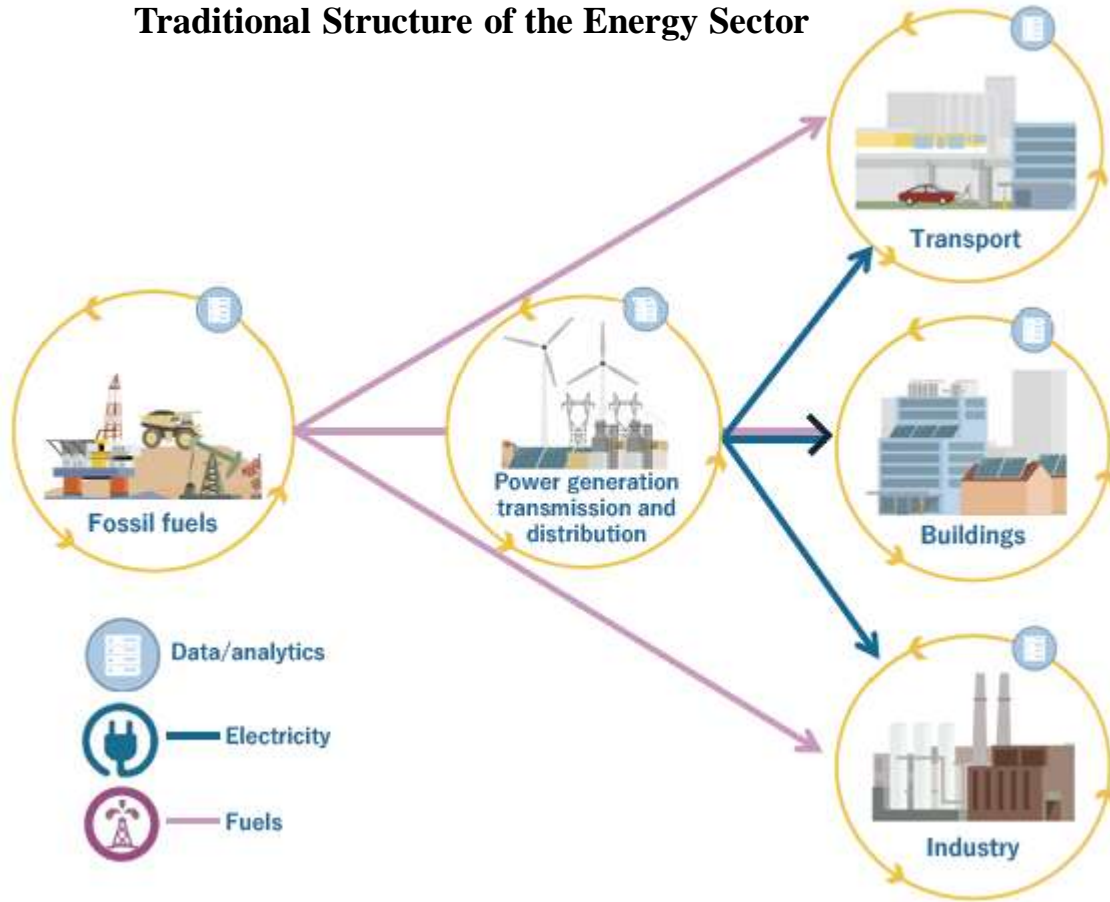 Traditional Structure of the Energy Sector
Transport
Fossil fuels
Power generation
transmission and
distribution
Buildings
Industry
Data/analytics
Electricity
Fuels